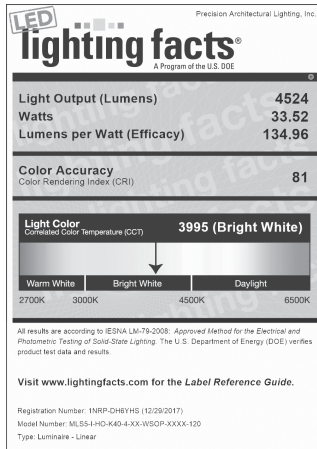 Precision Architectural Lighting, Inc.
LED
lighting facts®
A Program of the U.S. DOE
Light Output (Lumens) 4524
Watts 33.52
Lumens per Watt (Efficacy) 134.96
Color Accuracy
Color Rendering Index (CRI) 81
Light Color
Correlated Color Temperature (CCT) 3995 (Bright White)
Warm White Bright White Daylight
2700K 3000K 4500K 6500K
All results are according to IESNA LM-79-2008: Approved Method for the Electrical and
Photometric Testing of Solid-State Lighting. The U.S. Department of Energy (DOE) verifies
product test data and results.
Visit www.lightingfacts.com for the Label Reference Guide.
Registration Number: 1NRP-DH6YHS (12/29/2017)
Model Number: MLS5-I-HO-K40-4-XX-WSOP-XXXX-120
Type: Luminaire - Linear